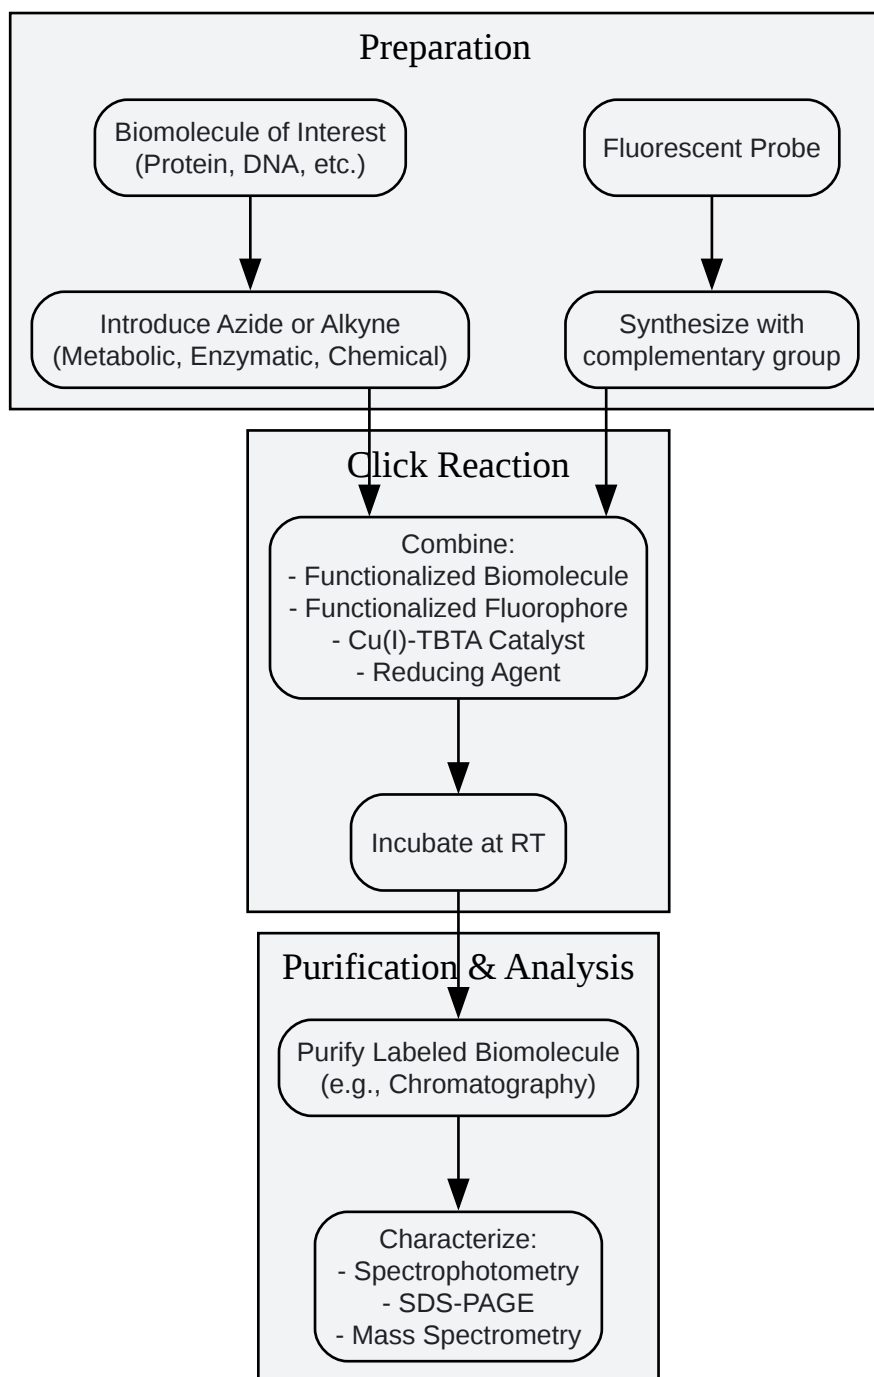 Preparation
Biomolecule of Interest
(Protein, DNA, etc.)
Fluorescent Probe
Introduce Azide or Alkyne
(Metabolic, Enzymatic, Chemical)
Synthesize with
complementary group
Click Reaction
Combine:
- Functionalized Biomolecule
- Functionalized Fluorophore
- Cu(I)-TBTA Catalyst
- Reducing Agent
Incubate at RT
Purification & Analysis
Purify Labeled Biomolecule
(e.g., Chromatography)
Characterize:
- Spectrophotometry
- SDS-PAGE
- Mass Spectrometry